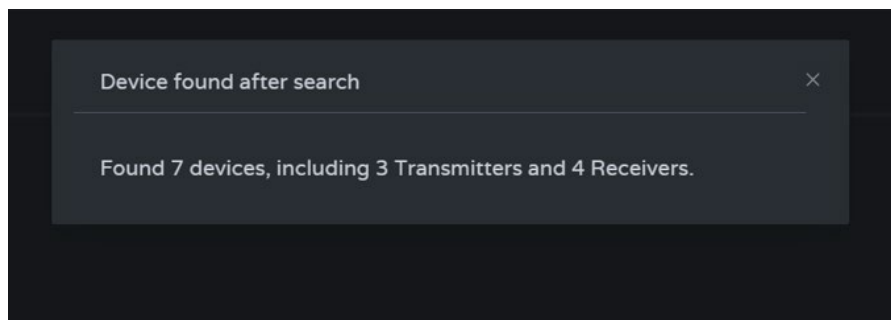 Device found after search
Found 7 devices, including 3 Transmitters and 4 Receivers.